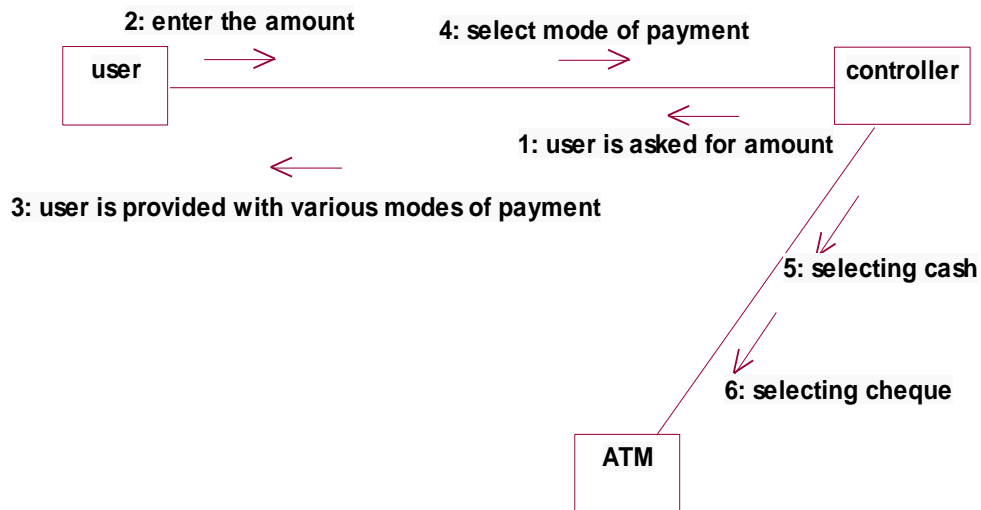 2: enter the amount
4: select mode of payment
user
controller
1: user is asked for amount
3: user is provided with various modes of payment
5: selecting cash
6: selecting cheque
ATM